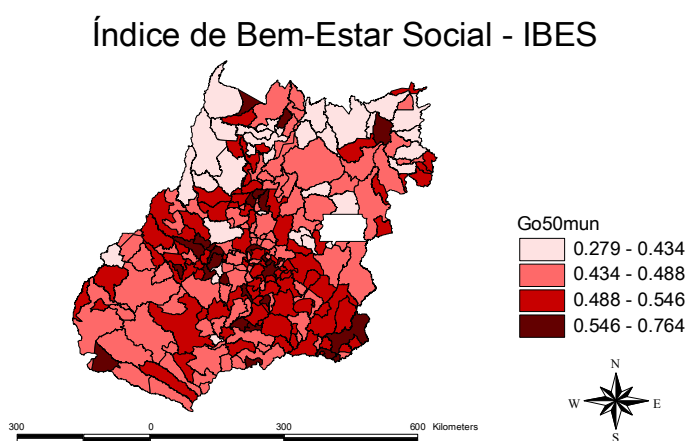 Índice de Bem-Estar Social - IBES
Go50mun
0.279 - 0.434
0.434 - 0.488
0.488 - 0.546
0.546 - 0.764
N
W E
S
300 0 300 600 Kilometers